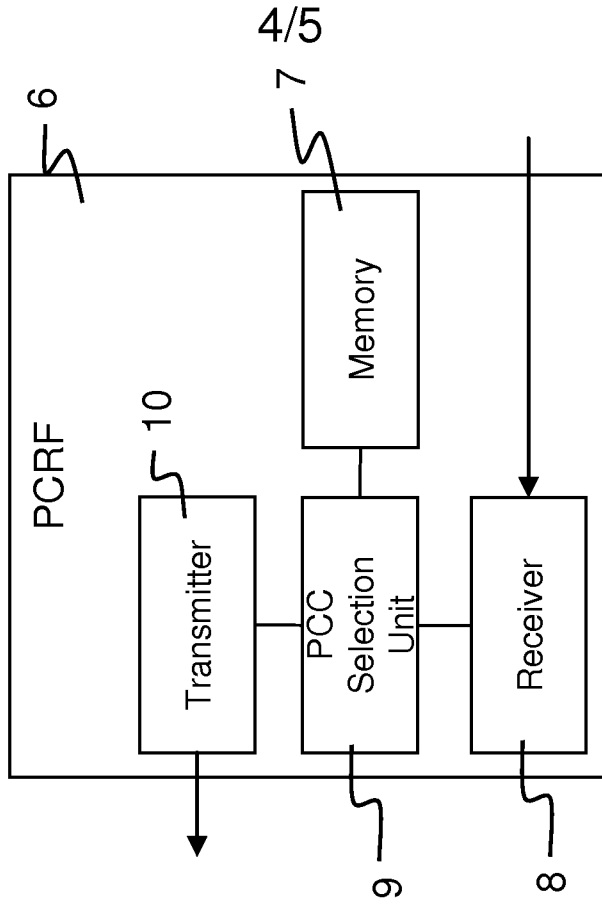 4/5
PCRF
6
Transmitter
10
PCC
Selection
Unit
9
Memory
7
Receiver
8